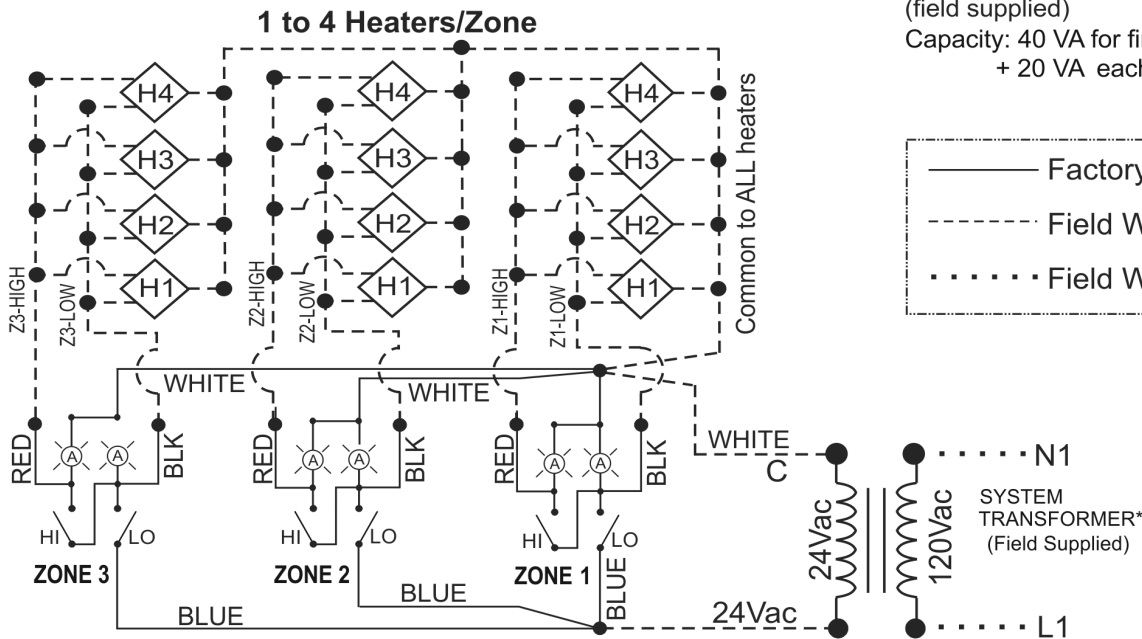 1 to 4 Heaters/Zone
(field supplied)
Capacity: 40 VA for
+ 20 VA
H4
H3
H2
H1
H4
H3
H2
H1
H4
H3
H2
H1
Z3-HIGH
Z3-LOW
Z2-HIGH
Z2-LOW
Z1-HIGH
Z1-LOW
Common to ALL heaters
Factory
Field
Field
WHITE
WHITE
WHITE
C
RED
A
A
BLK
RED
A
A
BLK
RED
A
A
BLK
HI
LO
HI
LO
HI
LO
ZONE 3
ZONE 2
ZONE 1
BLUE
BLUE
BLUE
24Vac
24Vac
120Vac
N1
SYSTEM
TRANSFORMER*
(Field Supplied)
L1